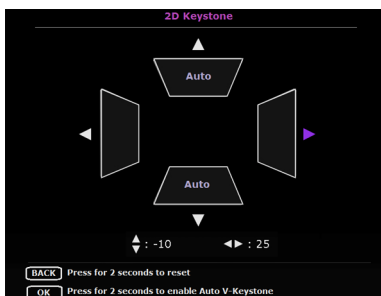 2D Keystone
Auto
Auto
: -10 : 25
BACK Press for 2 seconds to reset
OK Press for 2 seconds to enable Auto V-Keystone